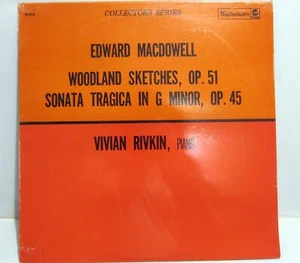 COLLECTORS SERIES
Westminster
EDWARD MACDOWELL
WOODLAND SKETCHES, OP. 51
SONATA TRAGICA IN G MINOR, OP. 45
VIVIAN RIVKIN, PIANO